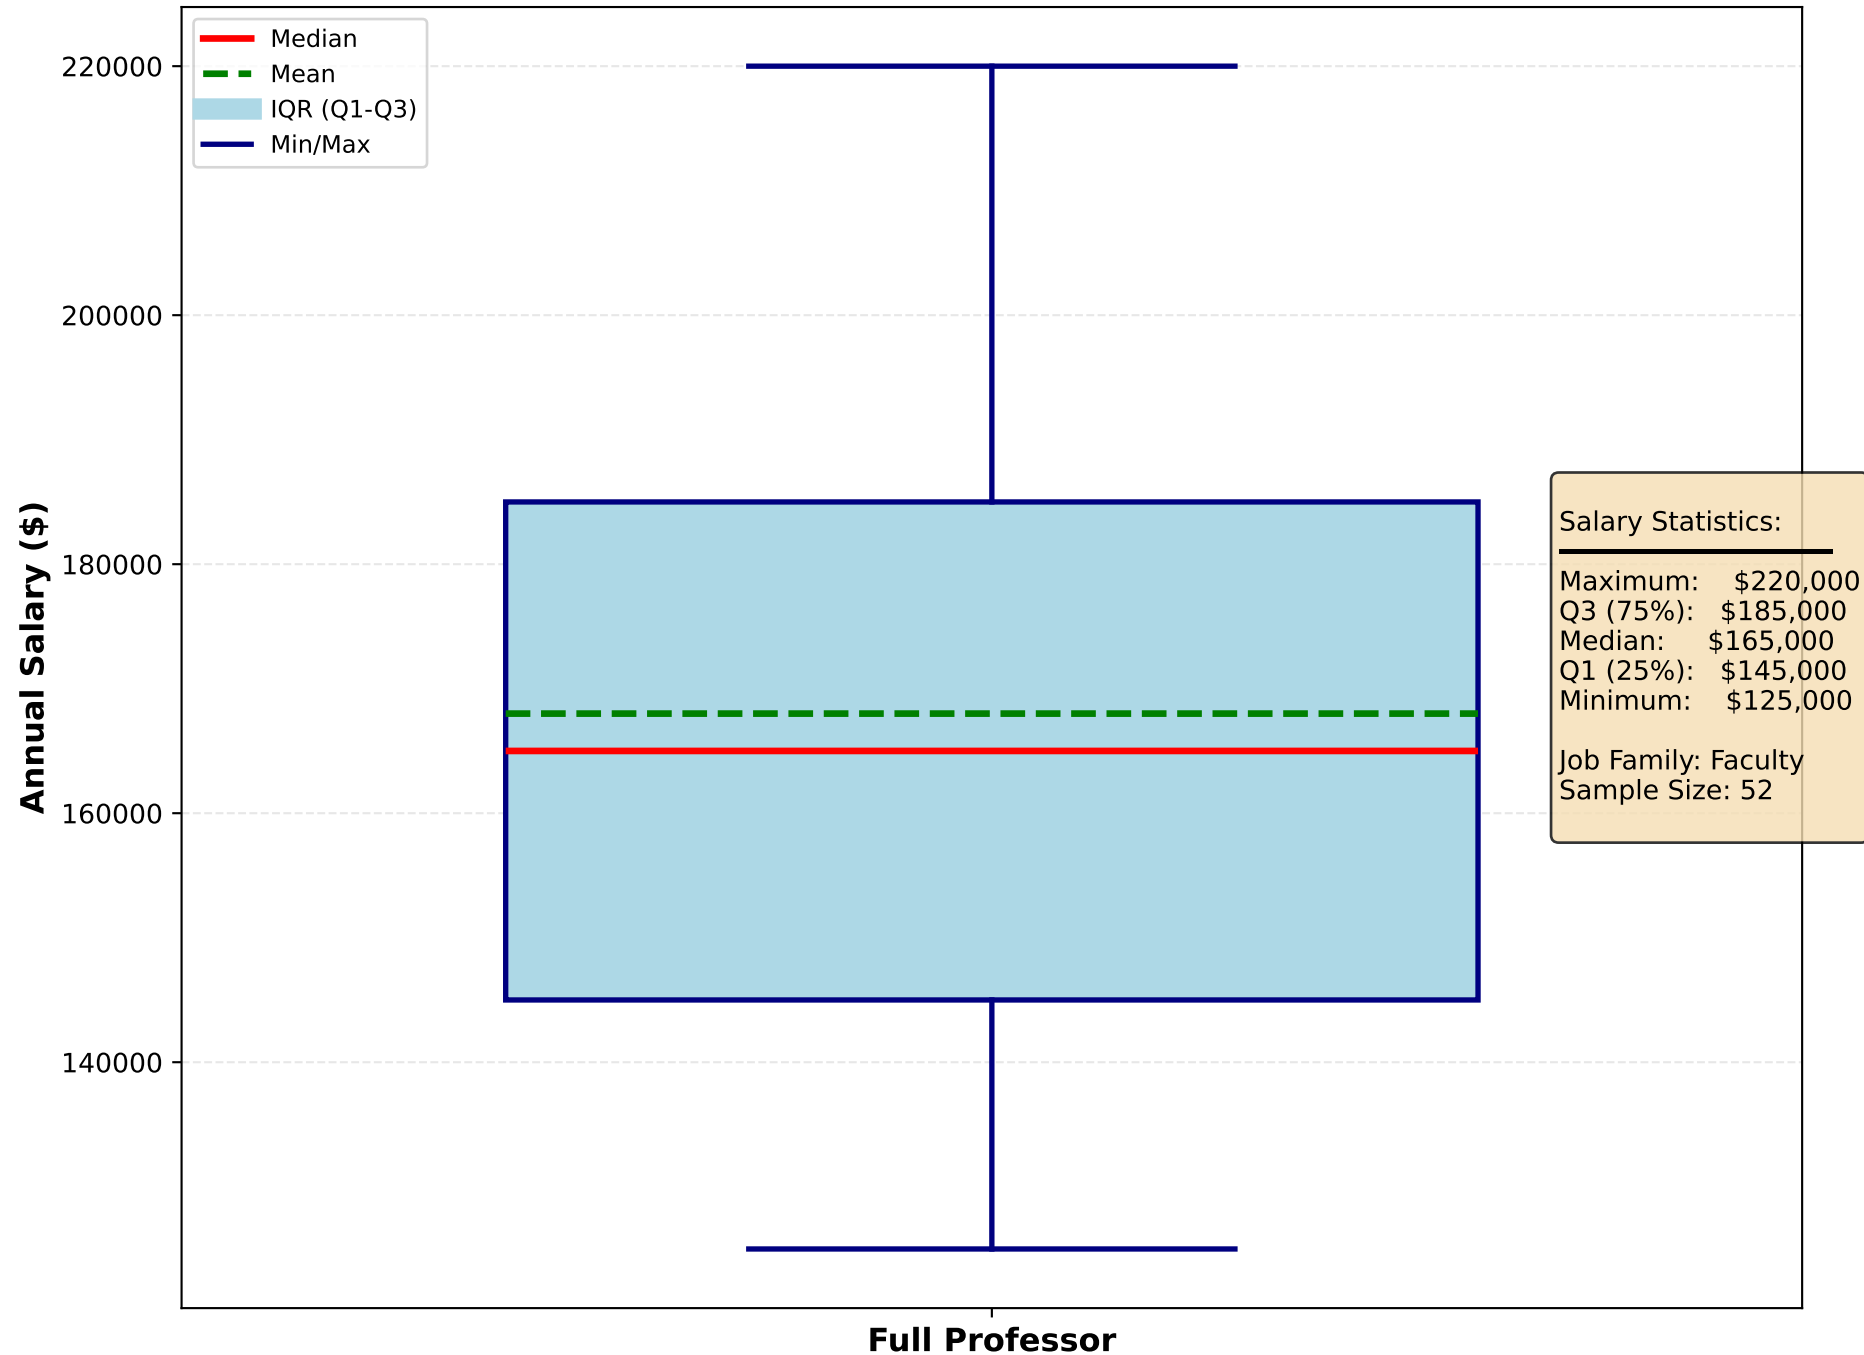 Median
Mean
IQR (Q1-Q3)
Min/Max
220000
200000
180000
160000
140000
Annual Salary ($)
Full Professor
Salary Statistics:
Maximum: $220,000
Q3 (75%): $185,000
Median: $165,000
Q1 (25%): $145,000
Minimum: $125,000
Job Family: Faculty
Sample Size: 52